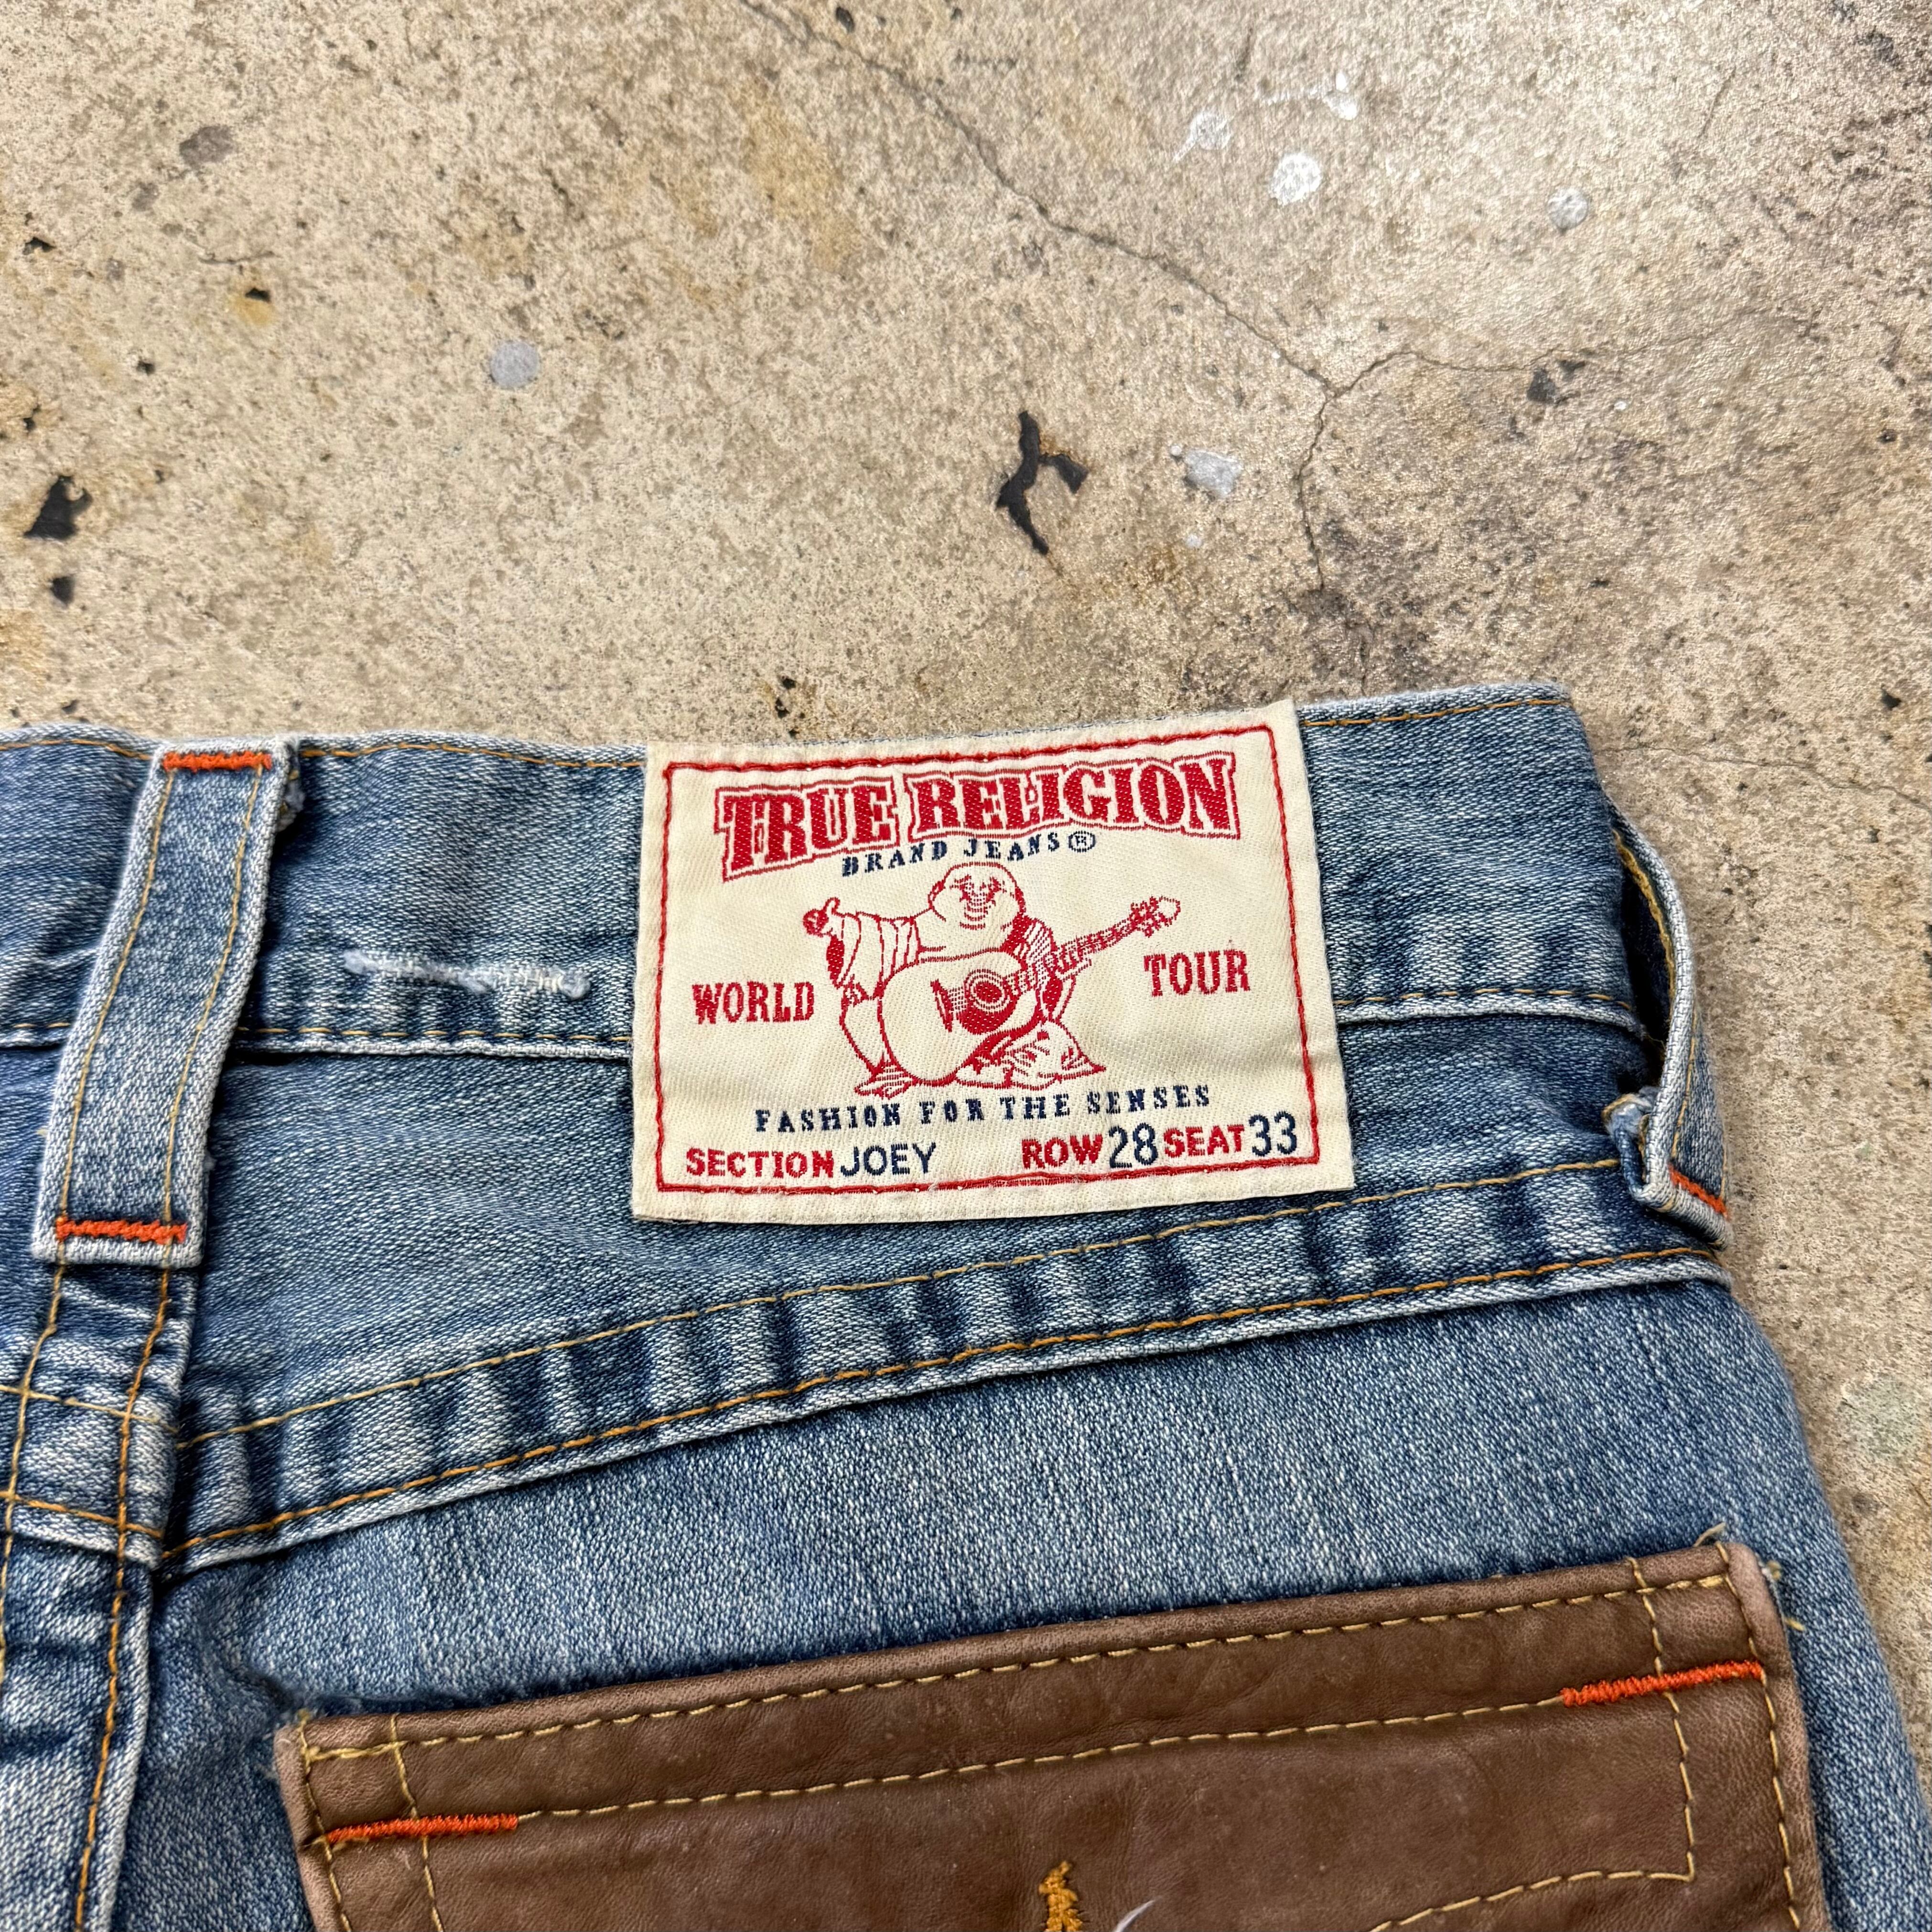 TRUE RELIGION
BRAND JEANS®
WORLD TOUR
FASHION FOR THE SENSES
SECTION JOEY ROW 28 SEAT 33